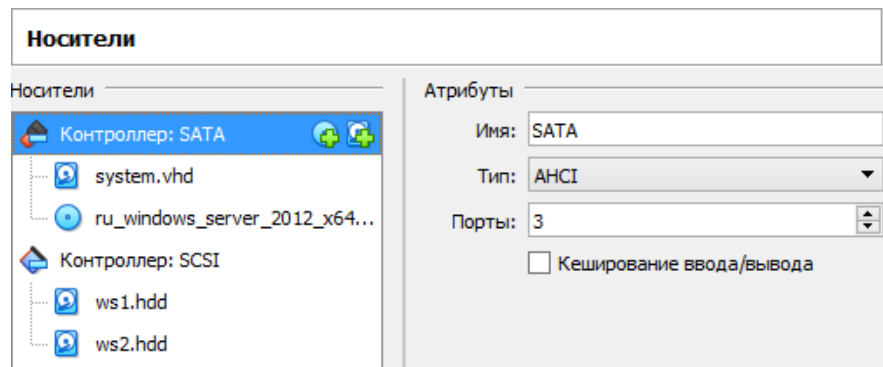 Носители
Носители
Контроллер: SATA
system.vhd
ru_windows_server_2012_x64...
Контроллер: SCSI
ws1.hdd
ws2.hdd
Атрибуты
Имя: SATA
Тип: AHCI
Порты: 3
Кеширование ввода/вывода